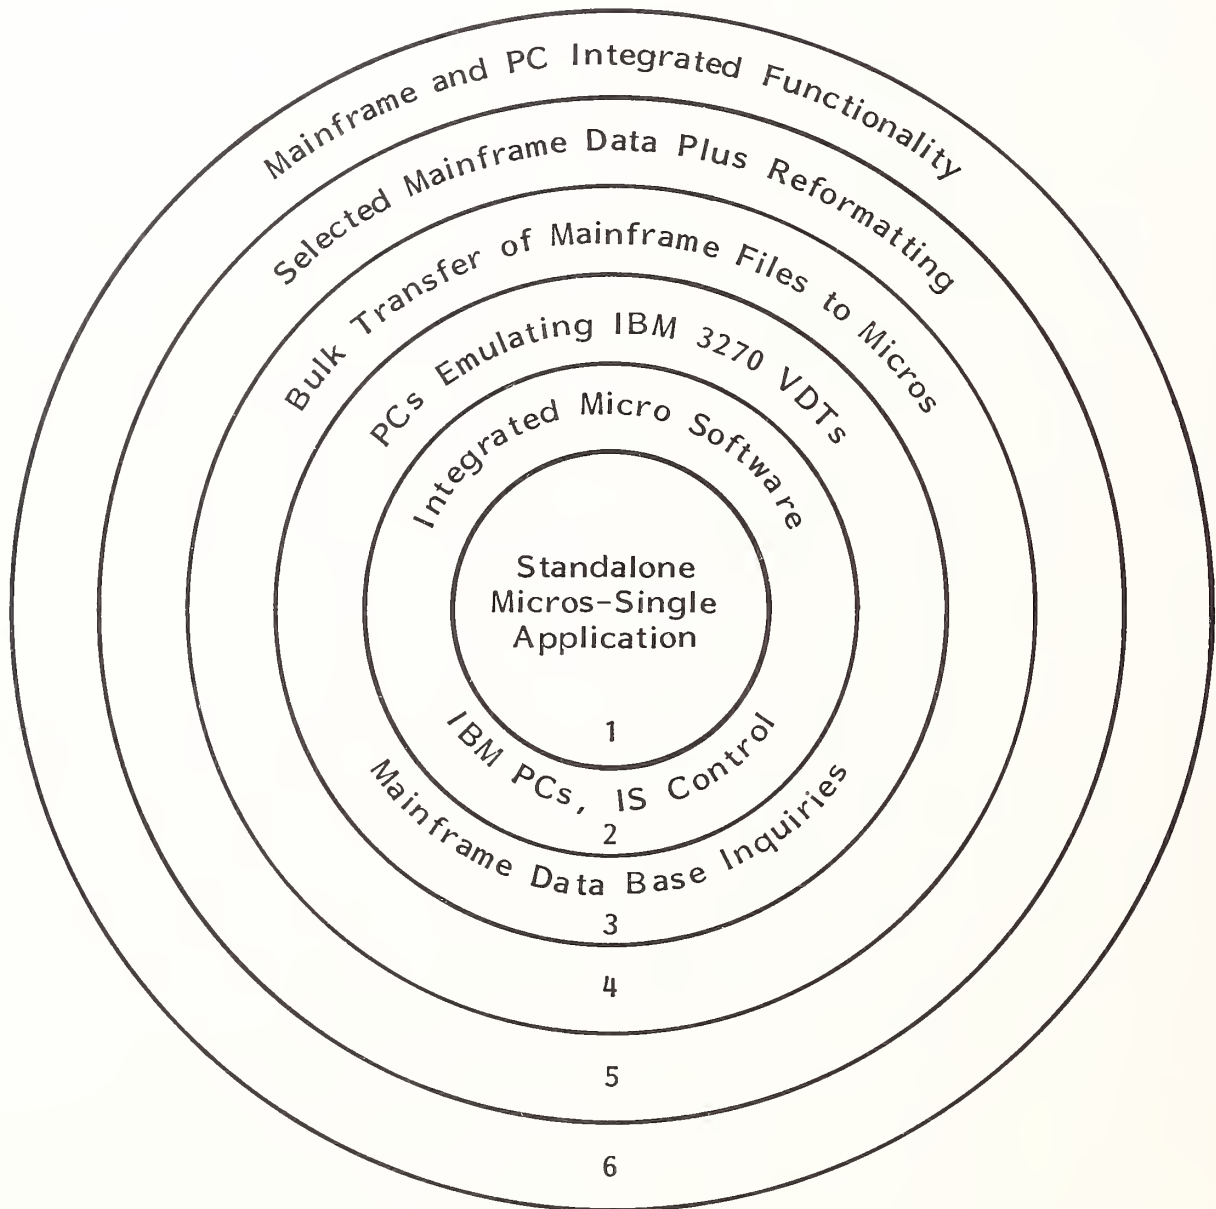 Mainframe and PC Integrated Functionality
Selected Mainframe Data Plus Reformatting
Bulk Transfer of Mainframe Files to Micros
PCs Emulating IBM 3270 VDTs
Integrated Micro Software
Standalone
Micros-Single
Application
1
IBM PCs, IS Control
2
Mainframe Data Base Inquiries
3
4
5
6